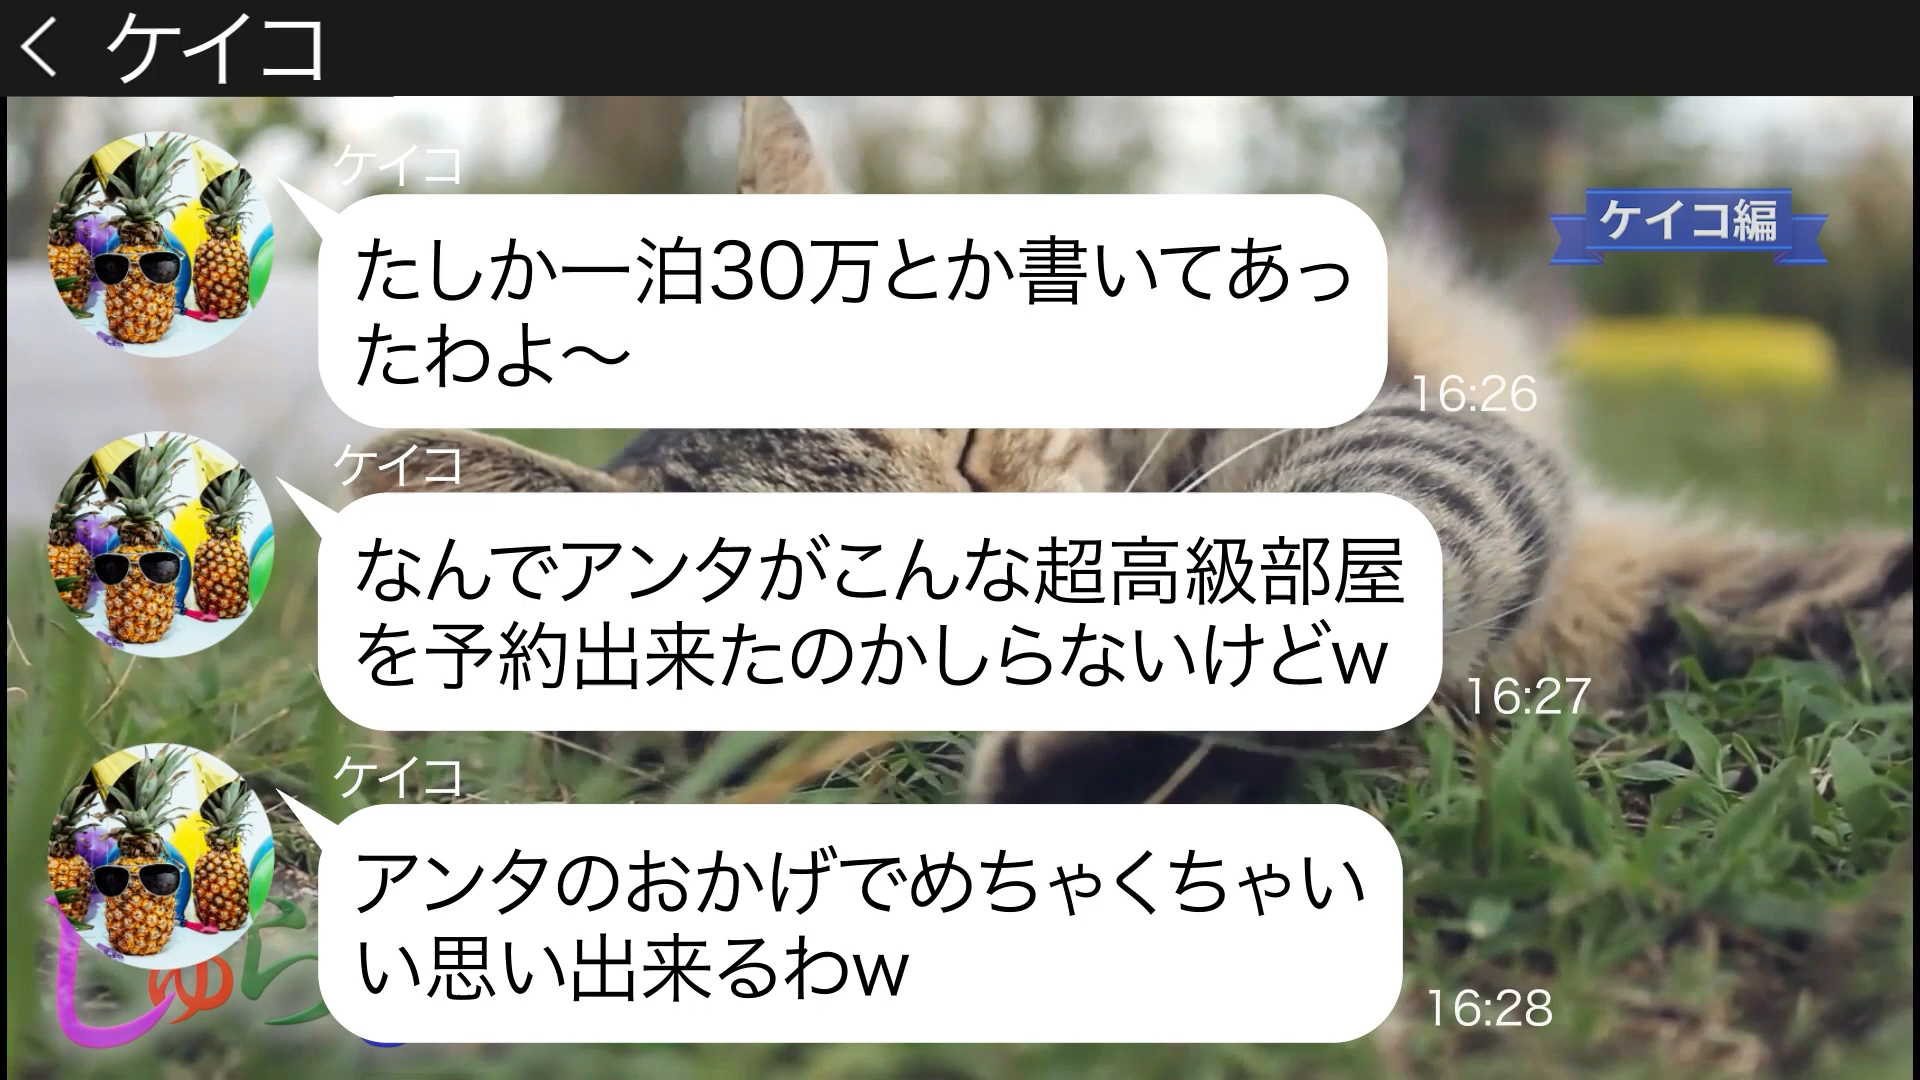 ケイコ
ケイコ
たしか一泊30万とか書いてあっ
たわよ〜
16:26
ケイコ編
ケイコ
なんでアンタがこんな超高級部屋
を予約出来たのかしらないけどw
16:27
ケイコ
アンタのおかげでめちゃくちゃい
い思い出来るわw
16:28
しゅら